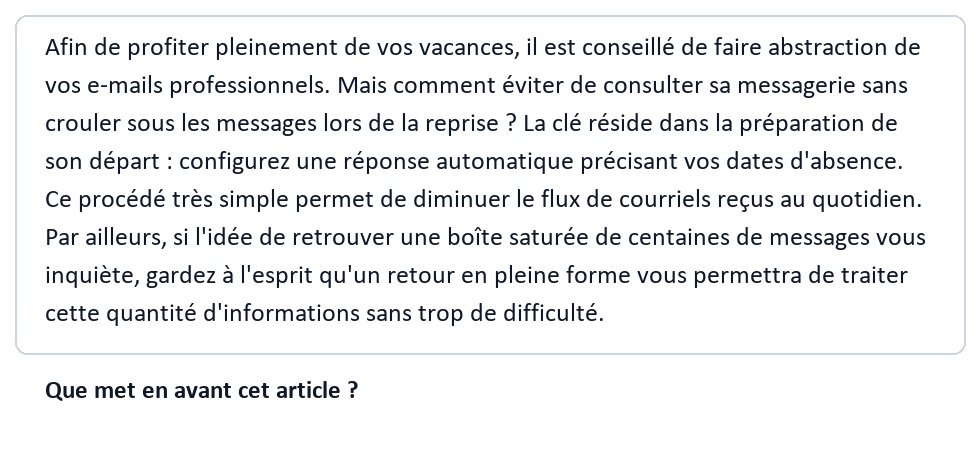 Afin de profiter pleinement de vos vacances, il est conseillé de faire abstraction de
vos e-mails professionnels. Mais comment éviter de consulter sa messagerie sans
crouler sous les messages lors de la reprise ? La clé réside dans la préparation de
son départ : configurez une réponse automatique précisant vos dates d'absence.
Ce procédé très simple permet de diminuer le flux de courriels reçus au quotidien.
Par ailleurs, si l'idée de retrouver une boîte saturée de centaines de messages vous
inquiète, gardez à l'esprit qu'un retour en pleine forme vous permettra de traiter
cette quantité d'informations sans trop de difficulté.
Que met en avant cet article ?